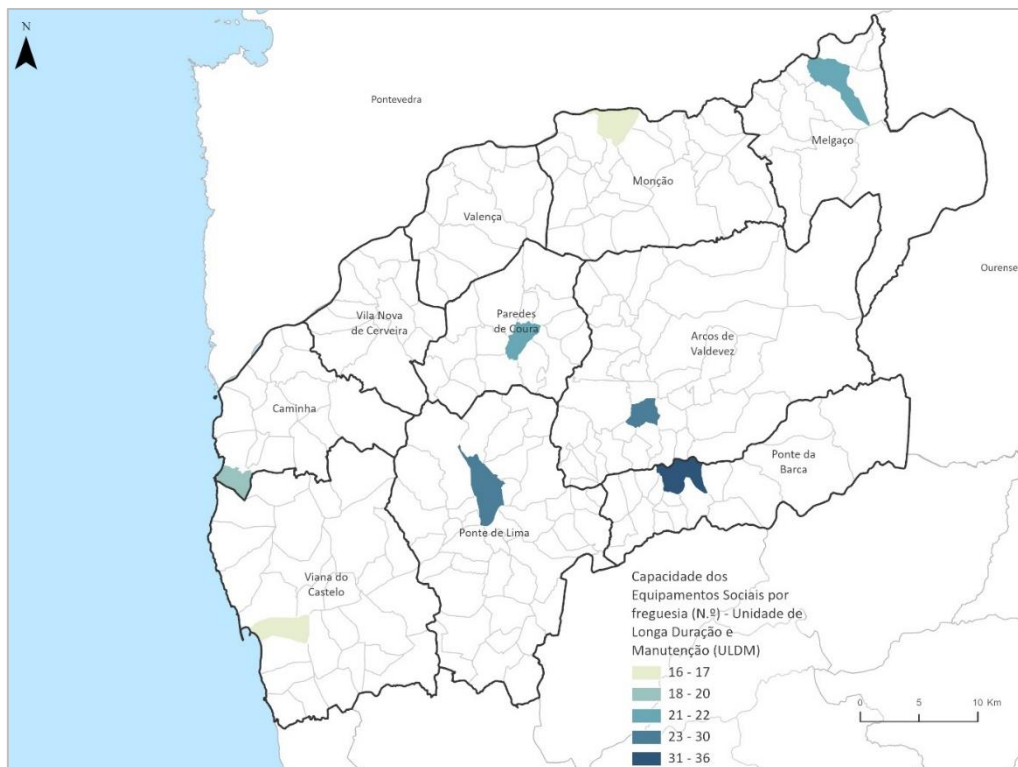 N
Pontevedra
Melgaço
Monção
Valença
Ourense
Vila Nova
de Cerveira
Paredes
de Coura
Arcos de
Valdevez
Caminha
Ponte da
Barca
Ponte de Lima
Viana do
Castelo
Capacidade dos
Equipamentos Sociais por
freguesia (N.º) - Unidade de
Longa Duração e
Manutenção (ULDM)
16 - 17
18 - 20
21 - 22
23 - 30
31 - 36
0 5 10 Km